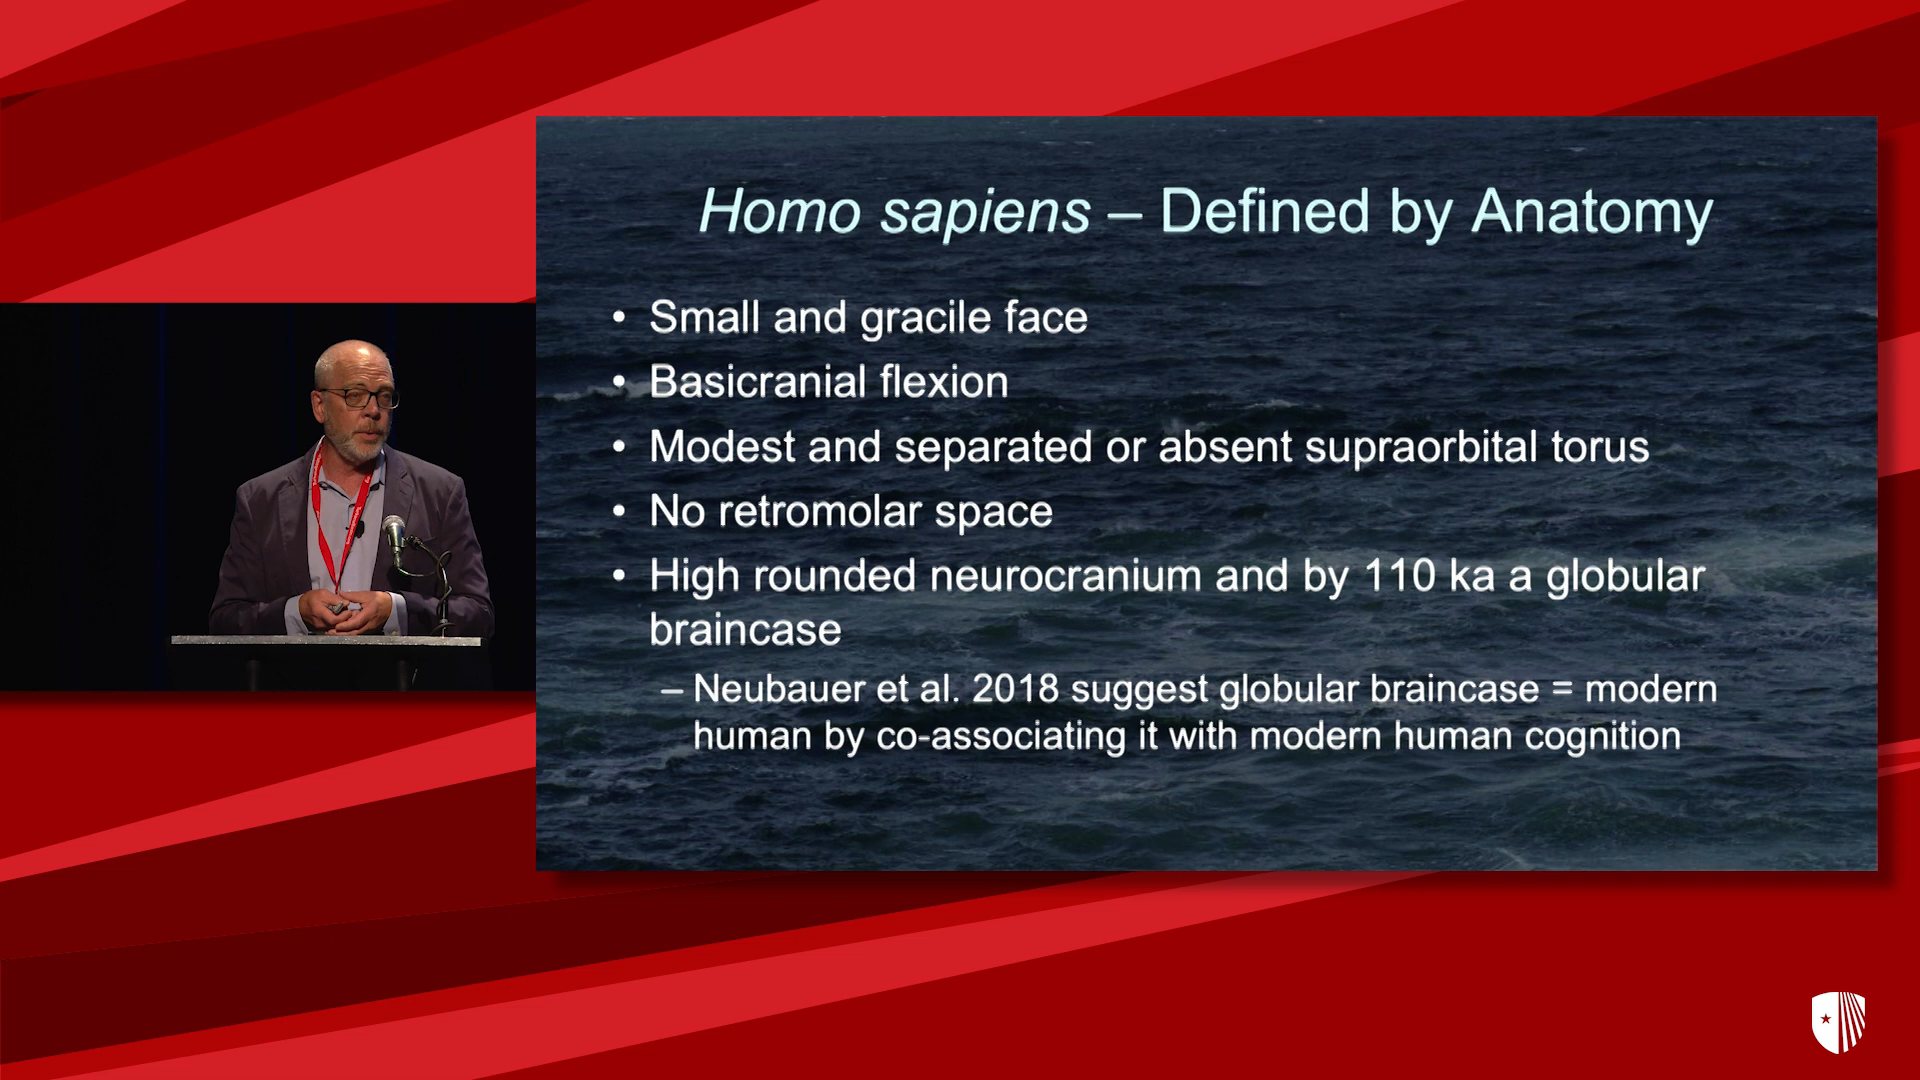 Homo sapiens – Defined by Anatomy
• Small and gracile face
• Basicranial flexion
• Modest and separated or absent supraorbital torus
• No retromolar space
• High rounded neurocranium and by 110 ka a globular
braincase
– Neubauer et al. 2018 suggest globular braincase = modern
human by co-associating it with modern human cognition